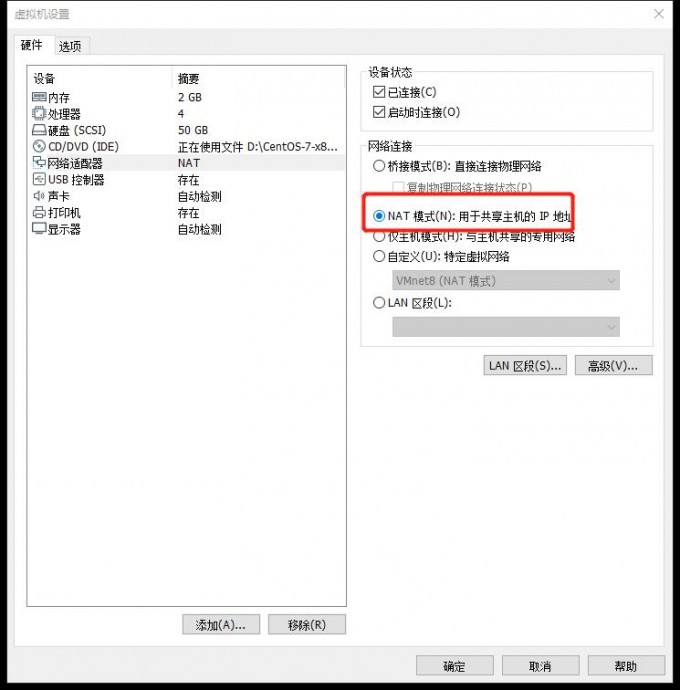 虚拟机设置
硬件 选项
设备 摘要
内存 2 GB
处理器 4
硬盘 (SCSI) 50 GB
CD/DVD (IDE) 正在使用文件 D:\CentOS-7-x8...
网络适配器 NAT
USB 控制器 存在
声卡 自动检测
打印机 存在
显示器 自动检测
添加(A)... 移除(R)
设备状态
已连接(C)
启动时连接(O)
网络连接
桥接模式(B): 直接连接物理网络
复制物理网络连接状态(P)
NAT 模式(N): 用于共享主机的 IP 地址
仅主机模式(H): 与主机共享的专用网络
自定义(U): 特定虚拟网络
VMnet8 (NAT 模式)
LAN 区段(L):
LAN 区段(S)... 高级(V)...
确定 取消 帮助